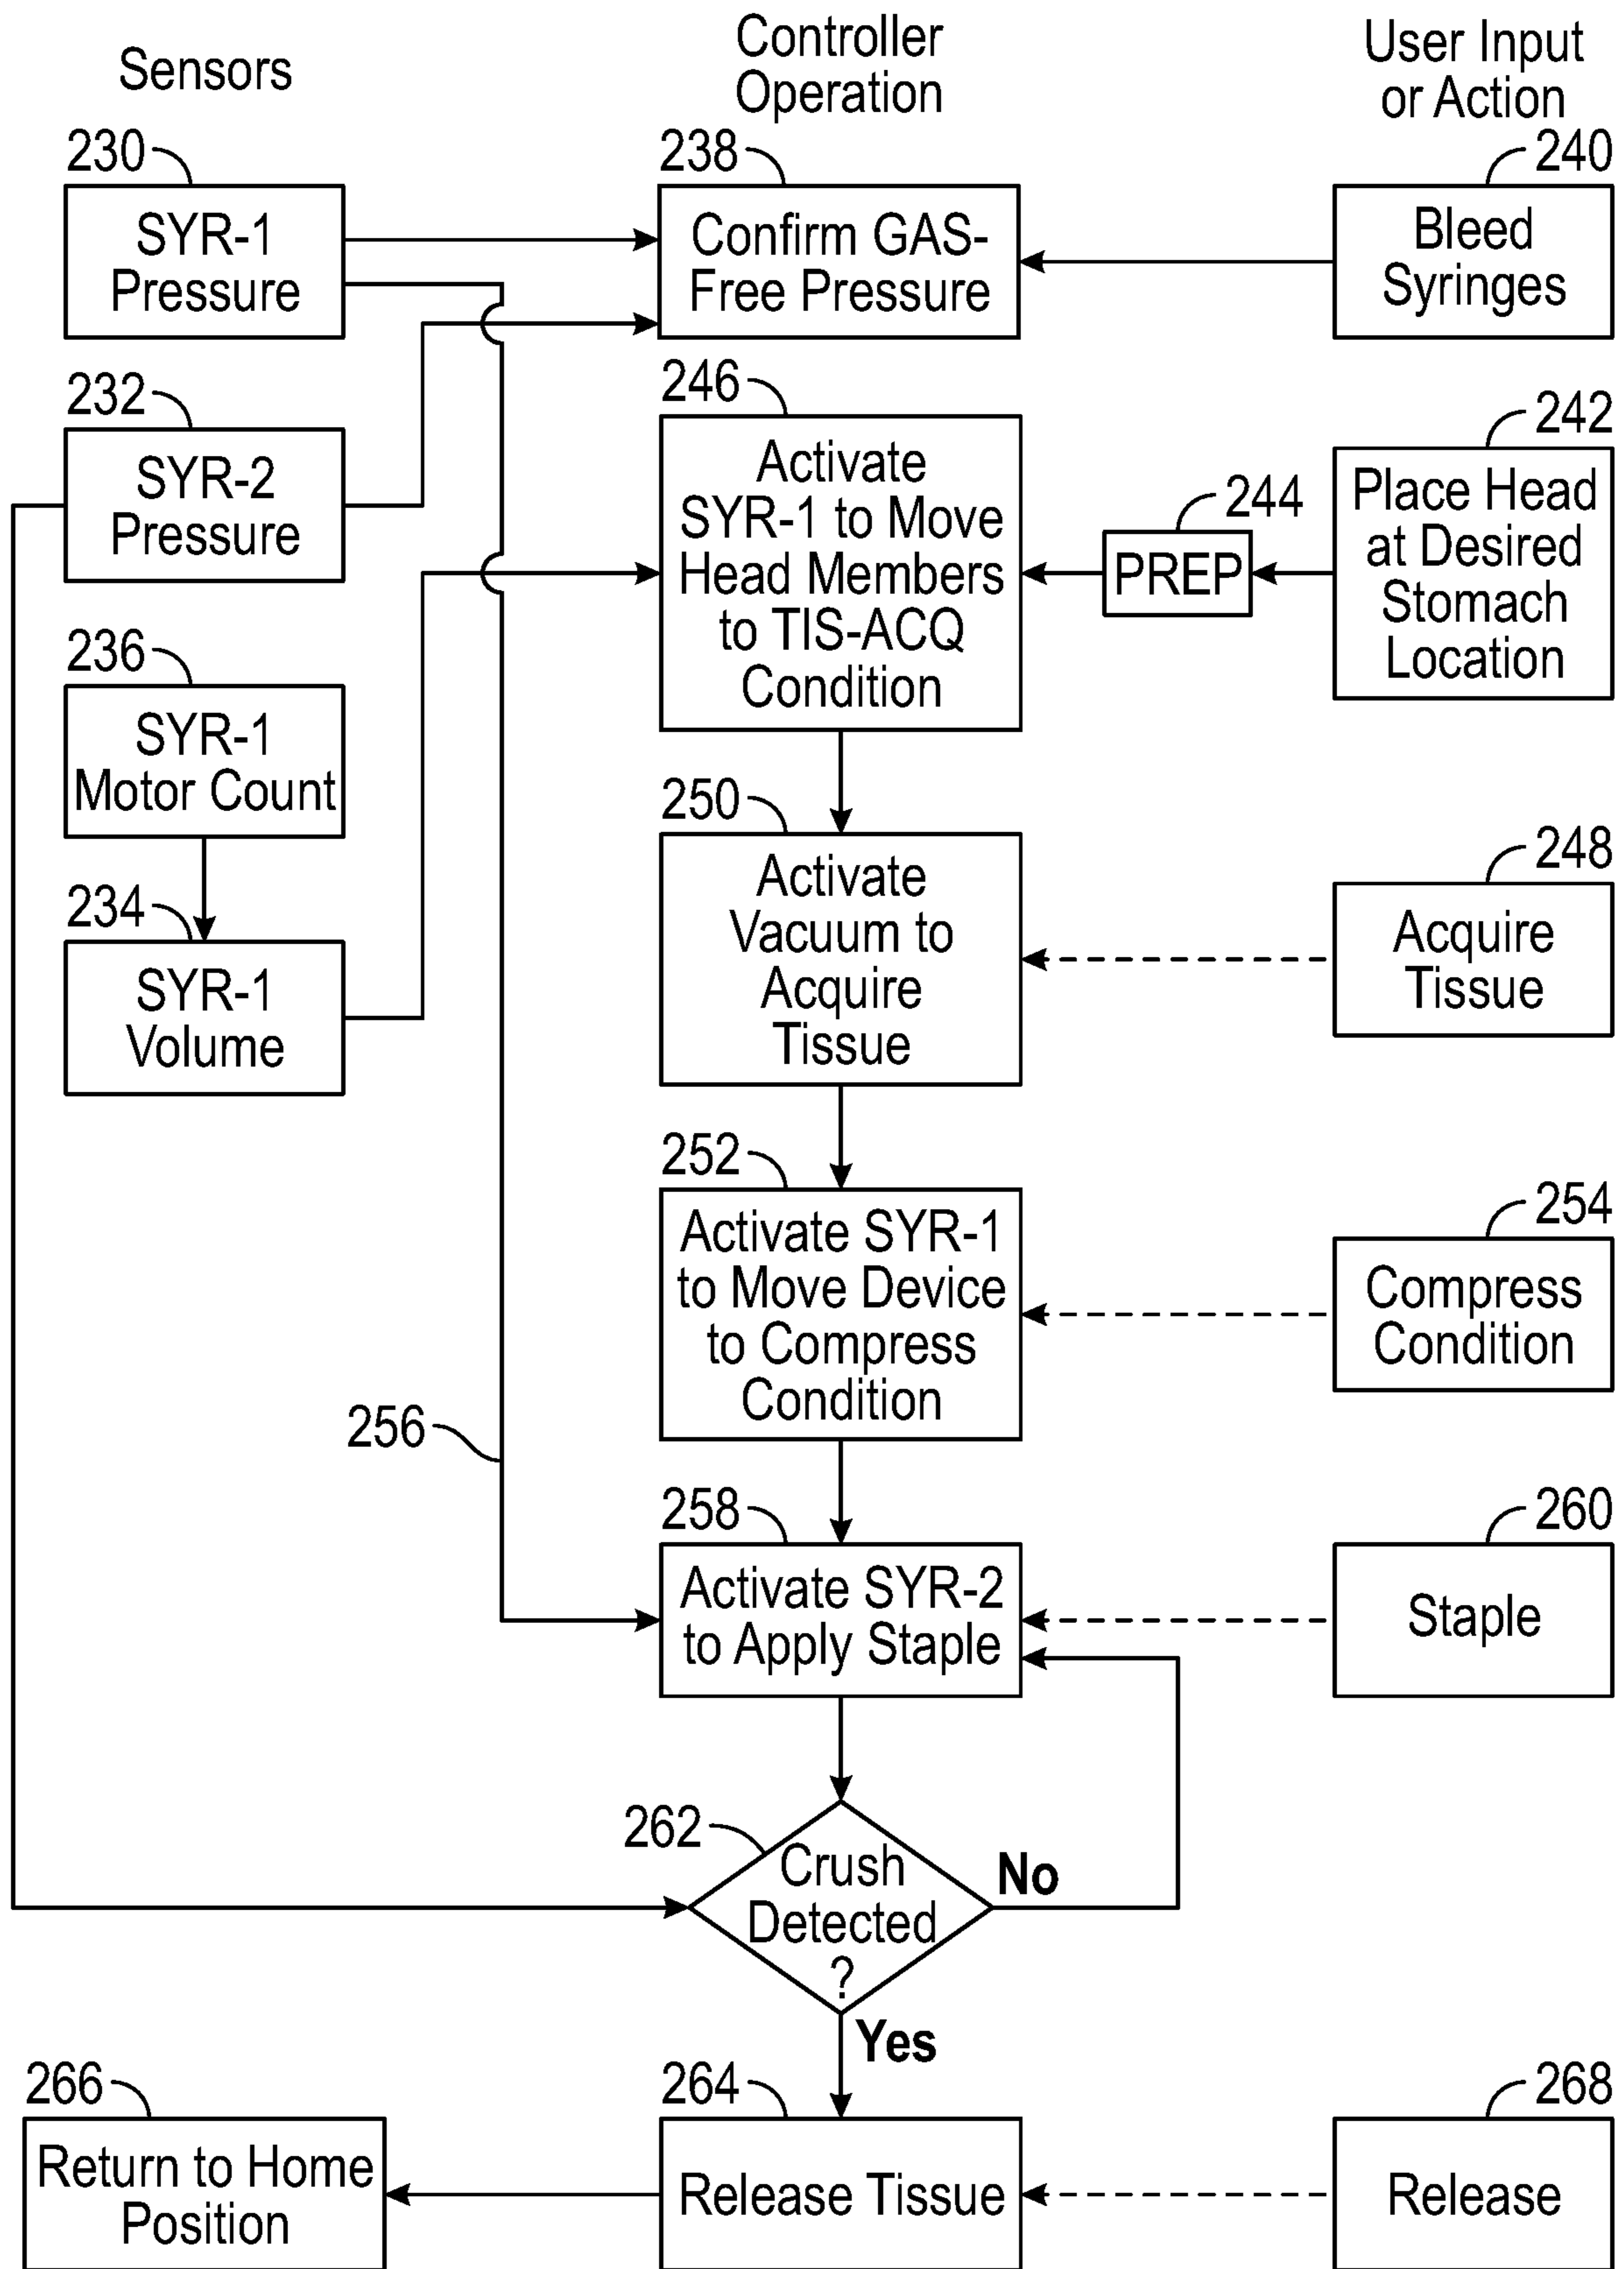 Sensors
Controller
Operation
User Input
or Action
230
SYR-1
Pressure
238
Confirm GAS-
Free Pressure
240
Bleed
Syringes
232
SYR-2
Pressure
246
Activate
SYR-1 to Move
Head Members
to TIS-ACQ
Condition
244
PREP
242
Place Head
at Desired
Stomach
Location
236
SYR-1
Motor Count
234
SYR-1
Volume
250
Activate
Vacuum to
Acquire
Tissue
248
Acquire
Tissue
252
Activate SYR-1
to Move Device
to Compress
Condition
254
Compress
Condition
256
258
Activate SYR-2
to Apply Staple
260
Staple
262
Crush
Detected
?
No
Yes
266
Return to Home
Position
264
Release Tissue
268
Release